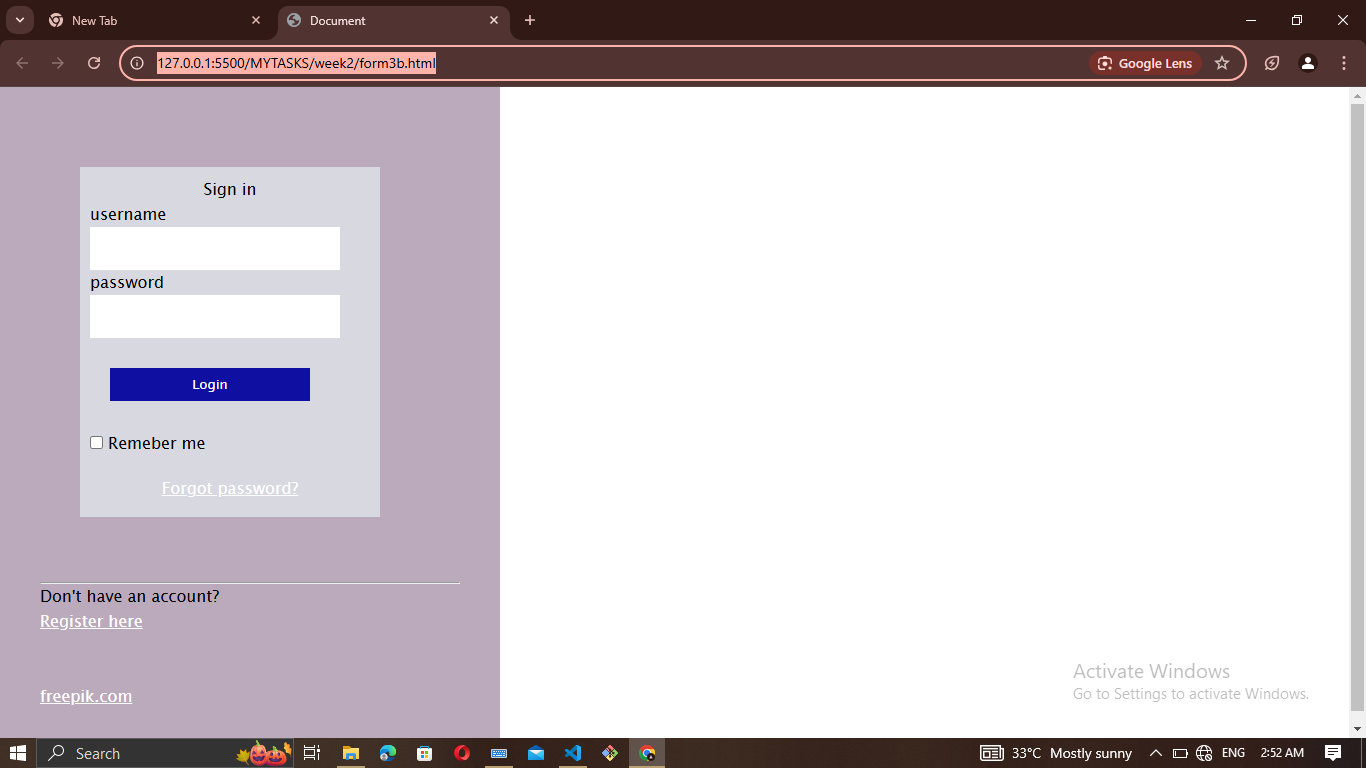 New Tab
Document
127.0.0.1:5500/MYTASKS/week2/form3b.html
Google Lens
Sign in
username
password
Login
Remeber me
Forgot password?
Don't have an account?
Register here
freepik.com
Activate Windows
Go to Settings to activate Windows.
Search
33°C Mostly sunny
ENG
2:52 AM